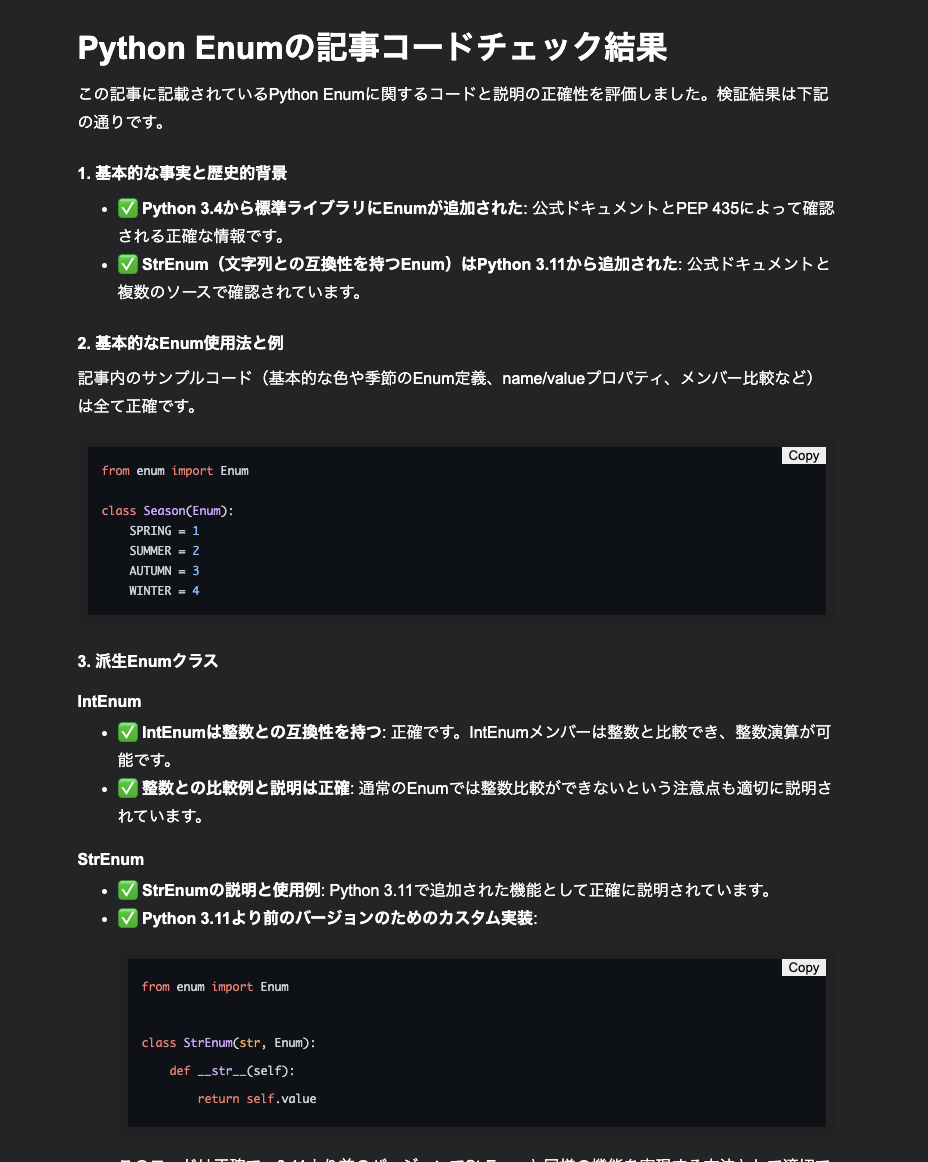 Python Enumの記事コードチェック結果
この記事に記載されているPython Enumに関するコードと説明の正確性を評価しました。検証結果は下記
の通りです。
1. 基本的な事実と歴史的背景
• ✅ Python 3.4から標準ライブラリにEnumが追加された: 公式ドキュメントとPEP 435によって確認
される正確な情報です。
• ✅ StrEnum（文字列との互換性を持つEnum）はPython 3.11から追加された: 公式ドキュメントと
複数のソースで確認されています。
2. 基本的なEnum使用法と例
記事内のサンプルコード（基本的な色や季節のEnum定義、name/valueプロパティ、メンバー比較など）
は全て正確です。
Copy
from enum import Enum
class Season(Enum):
    SPRING = 1
    SUMMER = 2
    AUTUMN = 3
    WINTER = 4
3. 派生Enumクラス
IntEnum
• ✅ IntEnumは整数との互換性を持つ: 正確です。IntEnumメンバーは整数と比較でき、整数演算が可
能です。
• ✅ 整数との比較例と説明は正確: 通常のEnumでは整数比較ができないという注意点も適切に説明さ
れています。
StrEnum
• ✅ StrEnumの説明と使用例: Python 3.11で追加された機能として正確に説明されています。
• ✅ Python 3.11より前のバージョンのためのカスタム実装:
Copy
from enum import Enum
class StrEnum(str, Enum):
    def __str__(self):
        return self.value